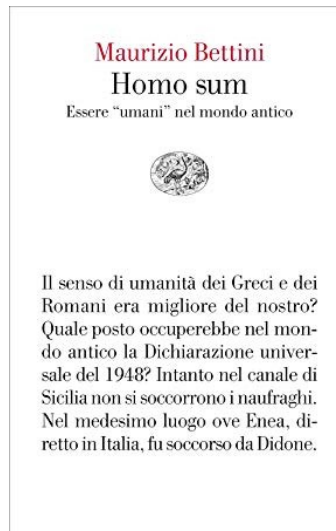 Maurizio Bettini
Homo sum
Essere “umani” nel mondo antico
Il senso di umanità dei Greci e dei
Romani era migliore del nostro?
Quale posto occuperebbe nel mon-
do antico la Dichiarazione univer-
sale del 1948? Intanto nel canale di
Sicilia non si soccorrono i naufraghi.
Nel medesimo luogo ove Enea, di-
retto in Italia, fu soccorso da Didone.